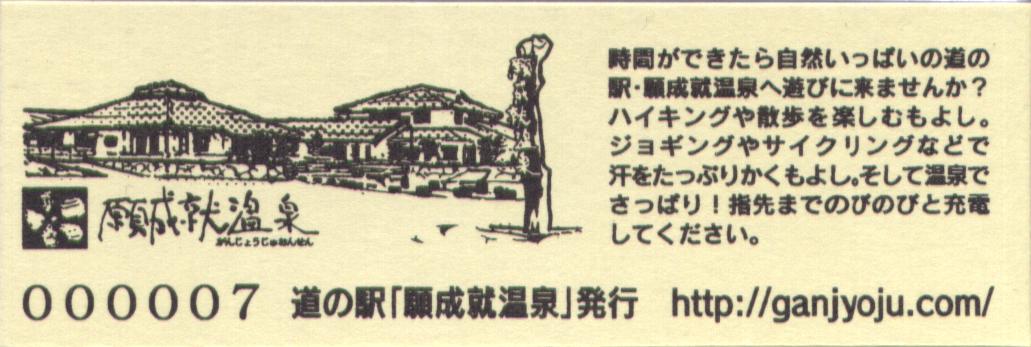 時間ができたら自然いっぱいの道の
駅・願成就温泉へ遊びに来ませんか?
ハイキングや散歩を楽しむもよし。
ジョギングやサイクリングなどで
汗をたっぷりかくもよし。そして温泉で
さっぱり！指先までのびのびと充電
してください。
願成就温泉
がんじょうじゅおんせん
000007 道の駅「願成就温泉」発行 http://ganjyoju.com/